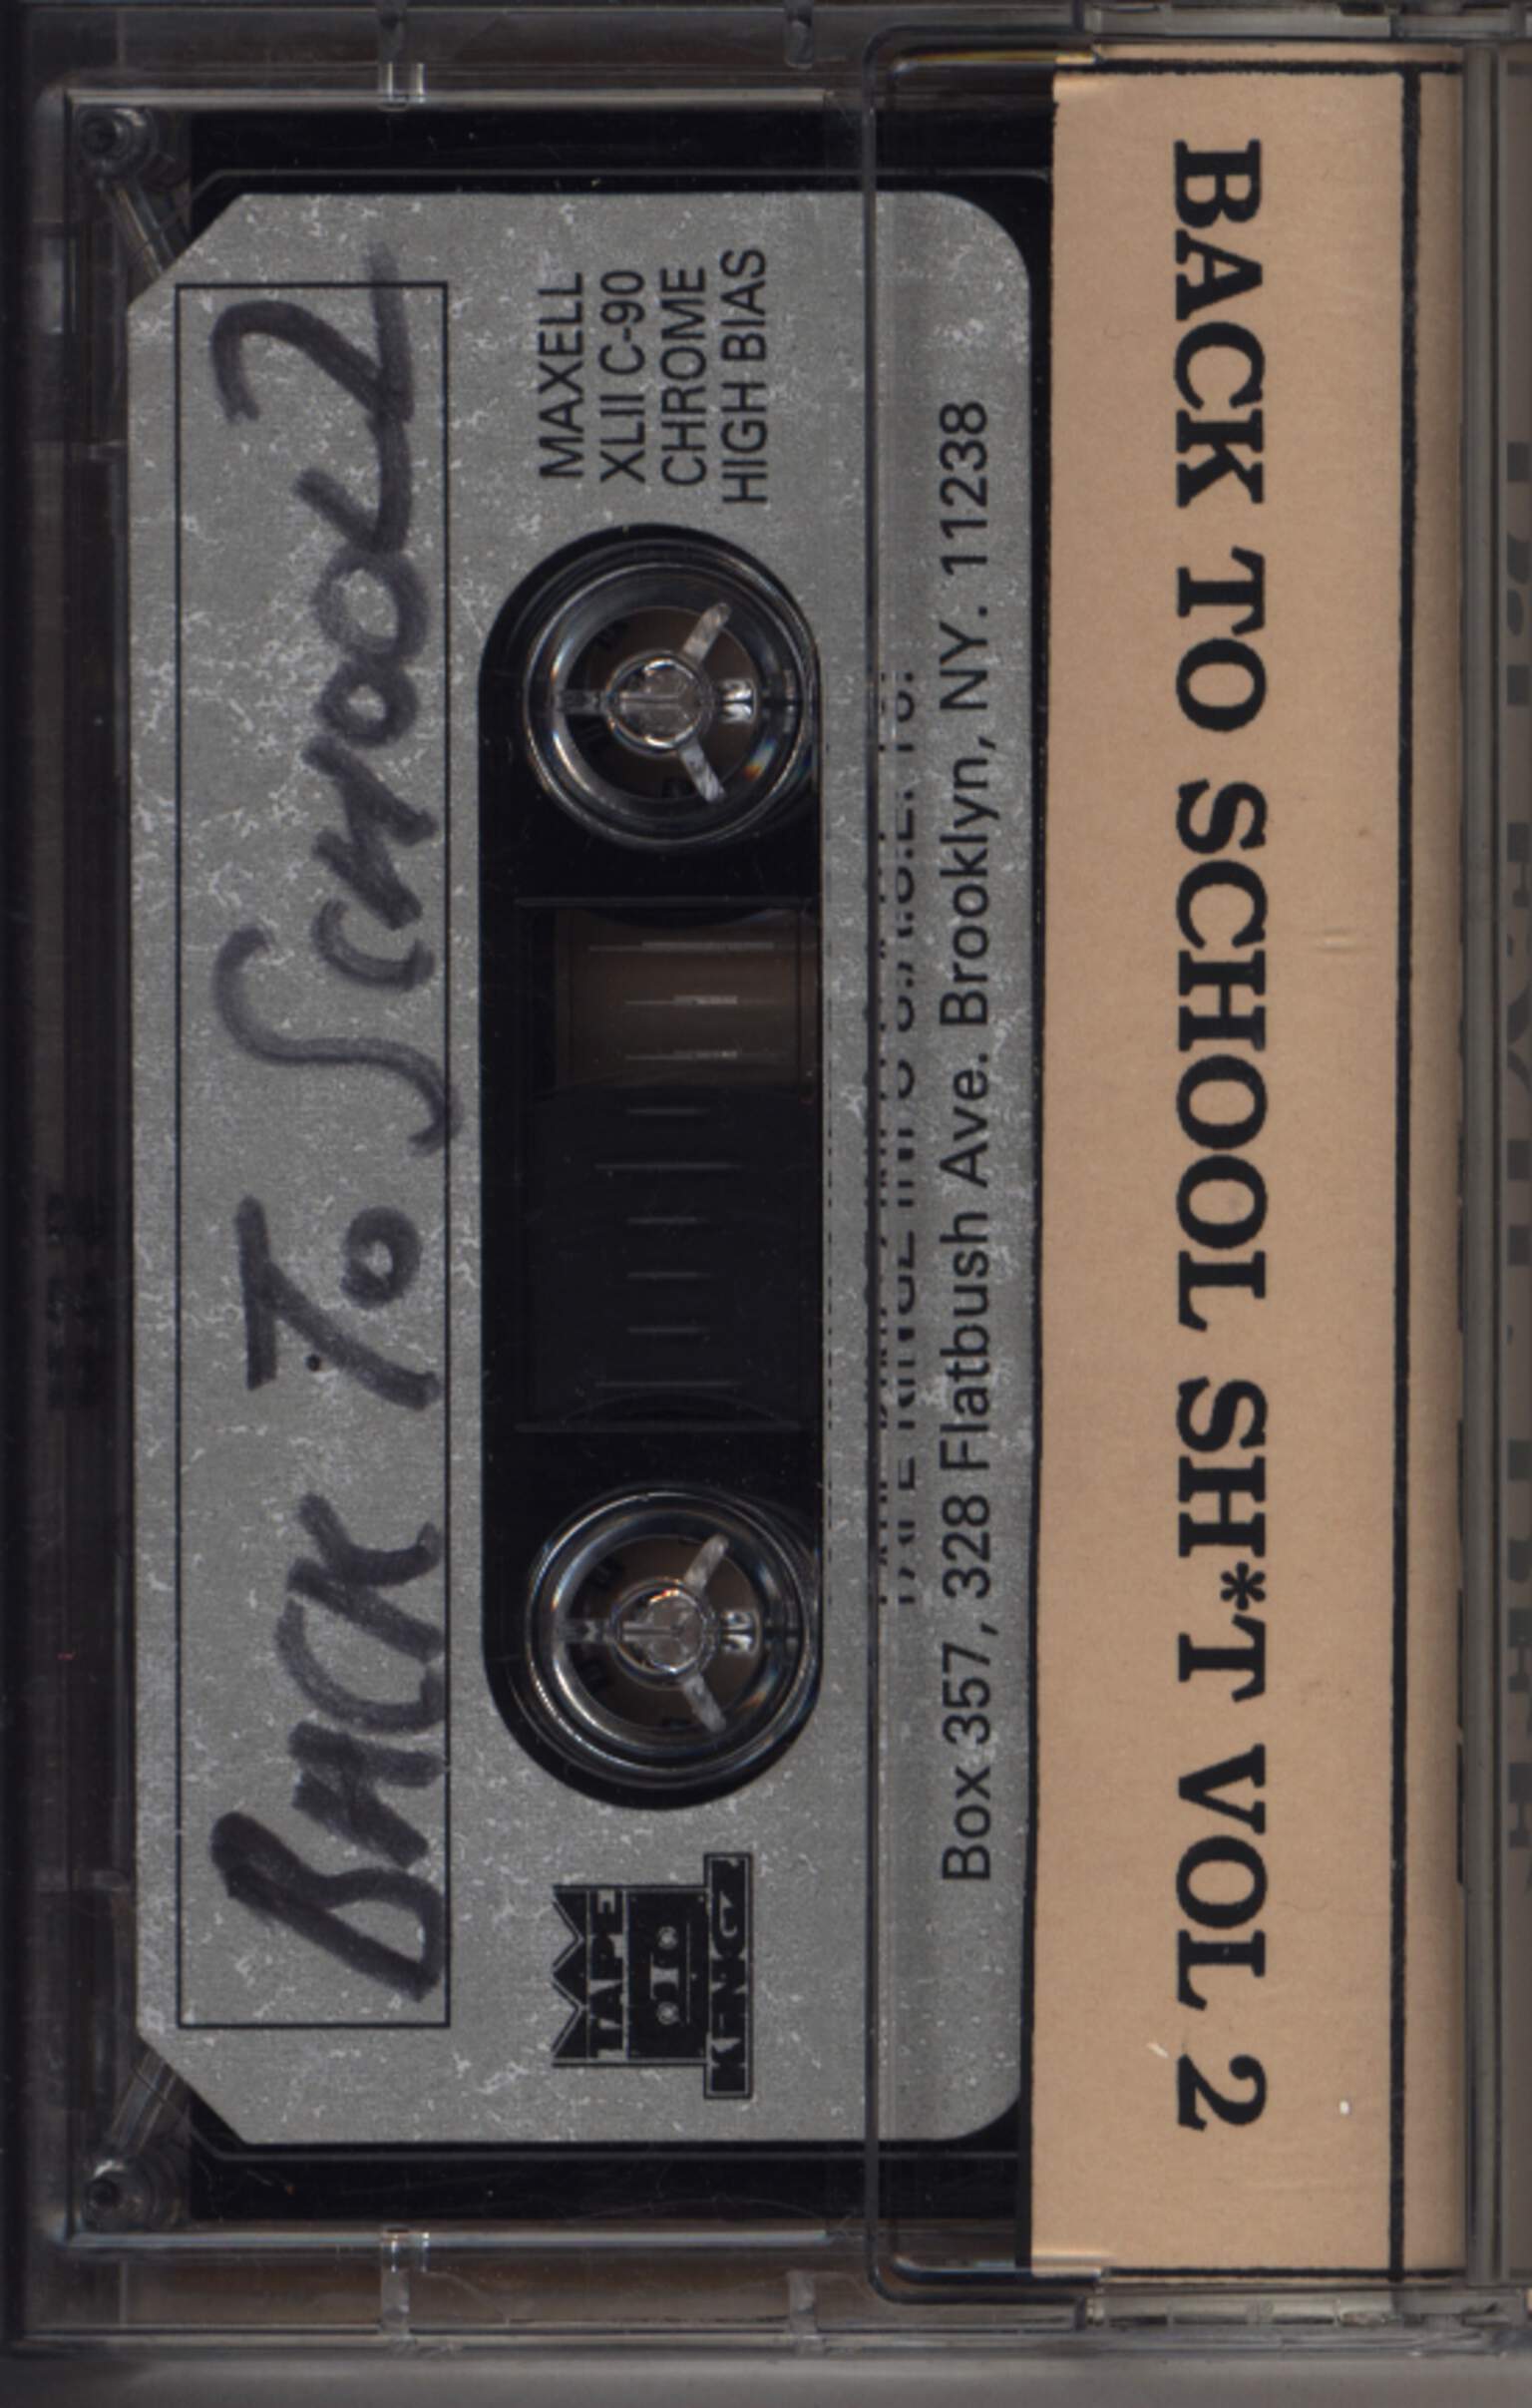 BACK TO SCHOOL 2
MAXELL
XLII C-90
CHROME
HIGH BIAS
TAPE
KING
Box 357, 328 Flatbush Ave. Brooklyn, NY. 11238
BACK TO SCHOOL SH*T VOL 2